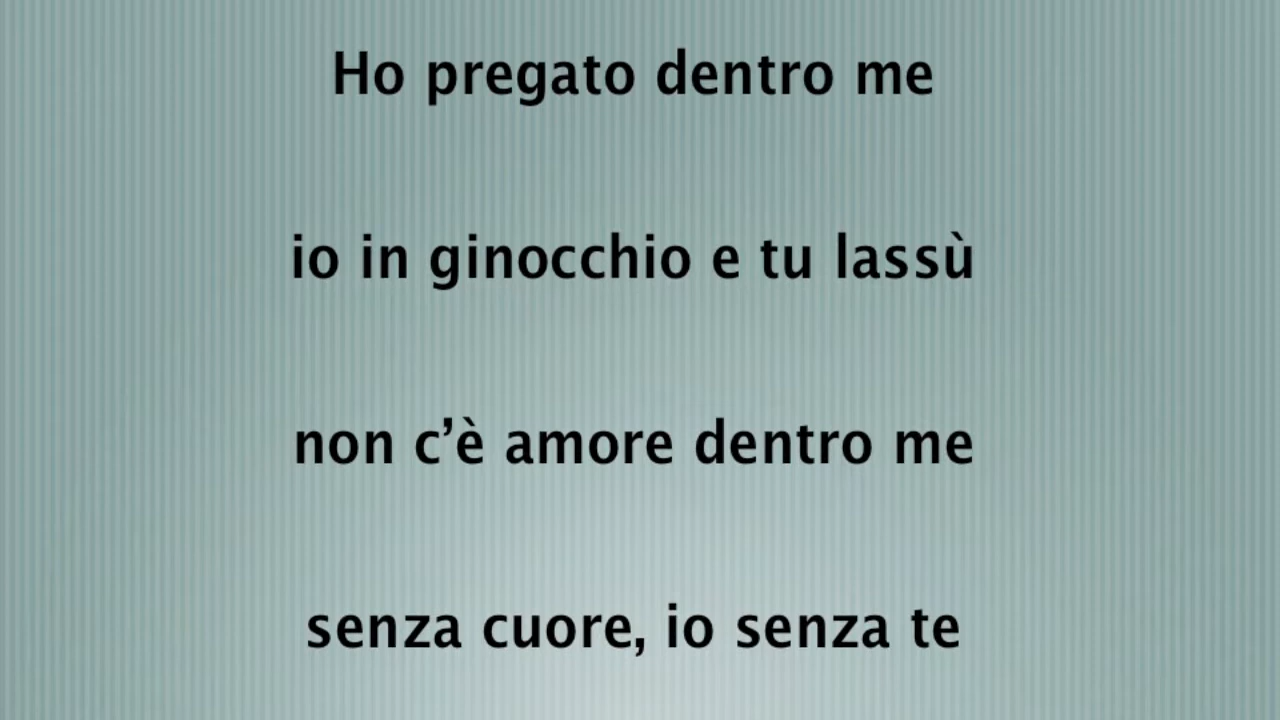 Ho pregato dentro me
io in ginocchio e tu lassù
non c’è amore dentro me
senza cuore, io senza te